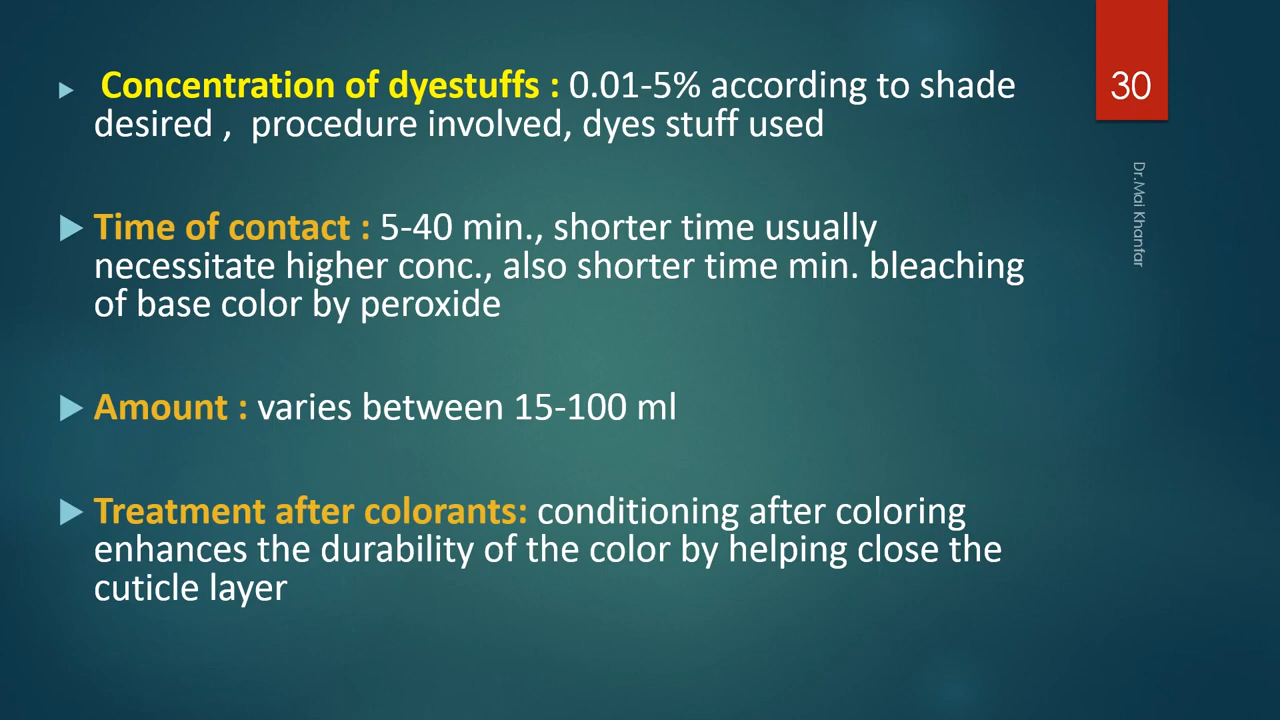 Concentration of dyestuffs : 0.01-5% according to shade
desired ,  procedure involved, dyes stuff used
Time of contact : 5-40 min., shorter time usually
necessitate higher conc., also shorter time min. bleaching
of base color by peroxide
Amount : varies between 15-100 ml
Treatment after colorants: conditioning after coloring
enhances the durability of the color by helping close the
cuticle layer
30
Dr.Mai Khanfar